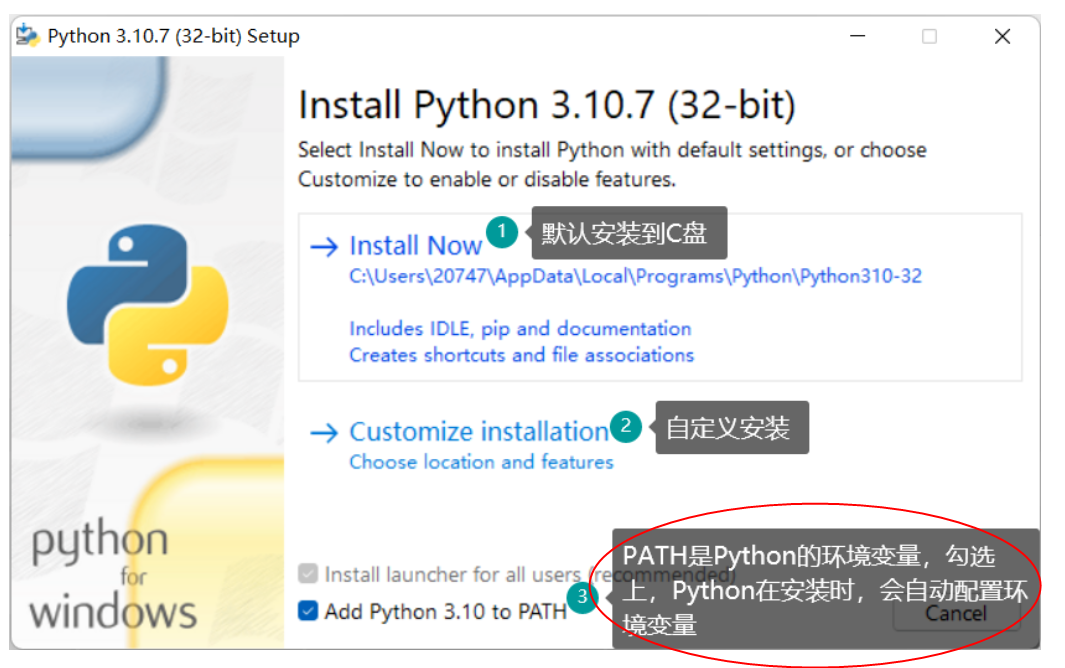 Python 3.10.7 (32-bit) Setup
Install Python 3.10.7 (32-bit)
Select Install Now to install Python with default settings, or choose
Customize to enable or disable features.
Install Now 1 默认安装到C盘
C:\Users\20747\AppData\Local\Programs\Python\Python310-32
Includes IDLE, pip and documentation
Creates shortcuts and file associations
Customize installation 2 自定义安装
Choose location and features
python
for
windows
Install launcher for all users (recommended)
Add Python 3.10 to PATH 3
PATH是Python的环境变量，勾选
上，Python在安装时，会自动配置环
境变量
Cancel